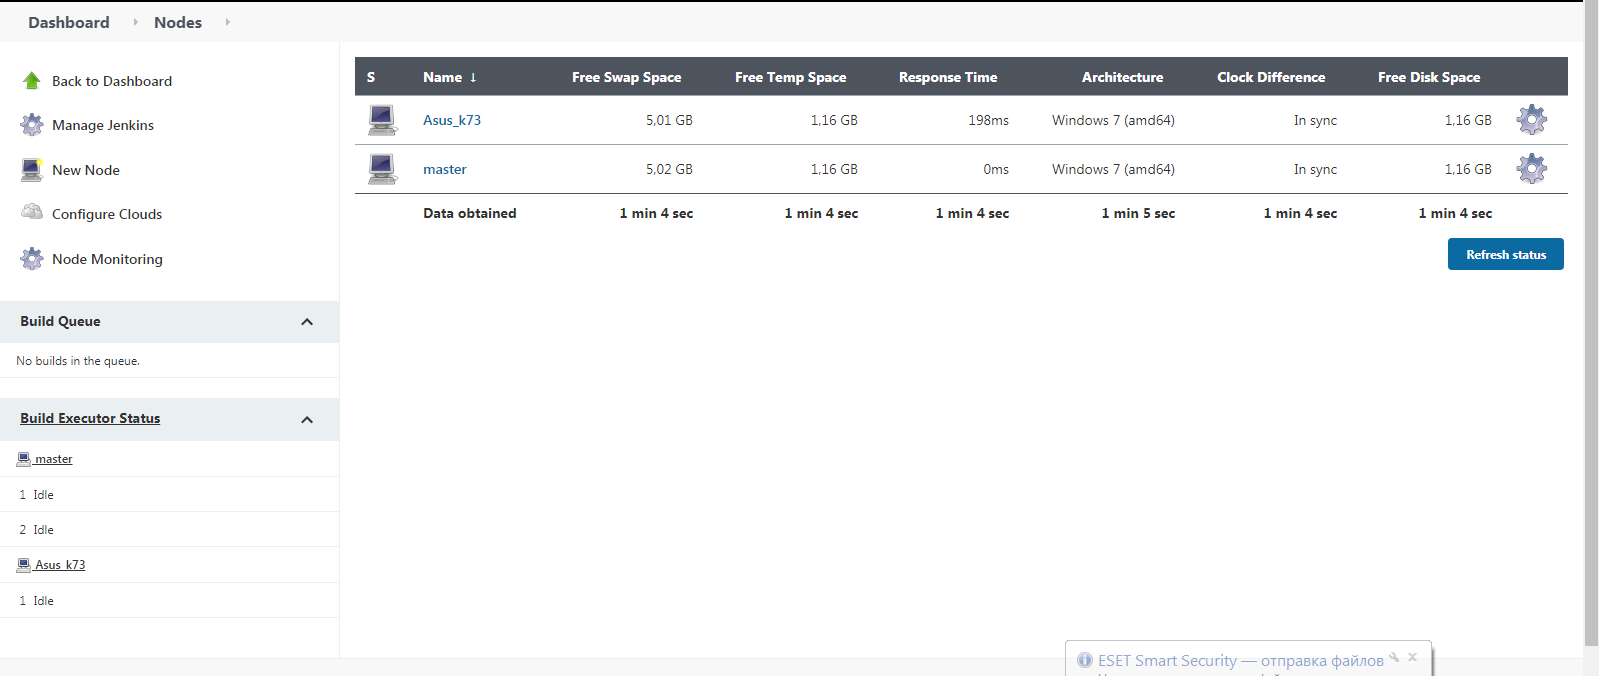 Dashboard Nodes
Back to Dashboard
Manage Jenkins
New Node
Configure Clouds
Node Monitoring
Build Queue
No builds in the queue.
Build Executor Status
master
1 Idle
2 Idle
Asus_k73
1 Idle
S Name ↓ Free Swap Space Free Temp Space Response Time Architecture Clock Difference Free Disk Space
Asus_k73 5,01 GB 1,16 GB 198ms Windows 7 (amd64) In sync 1,16 GB
master 5,02 GB 1,16 GB 0ms Windows 7 (amd64) In sync 1,16 GB
Data obtained 1 min 4 sec 1 min 4 sec 1 min 4 sec 1 min 5 sec 1 min 4 sec 1 min 4 sec
Refresh status
ESET Smart Security — отправка файлов